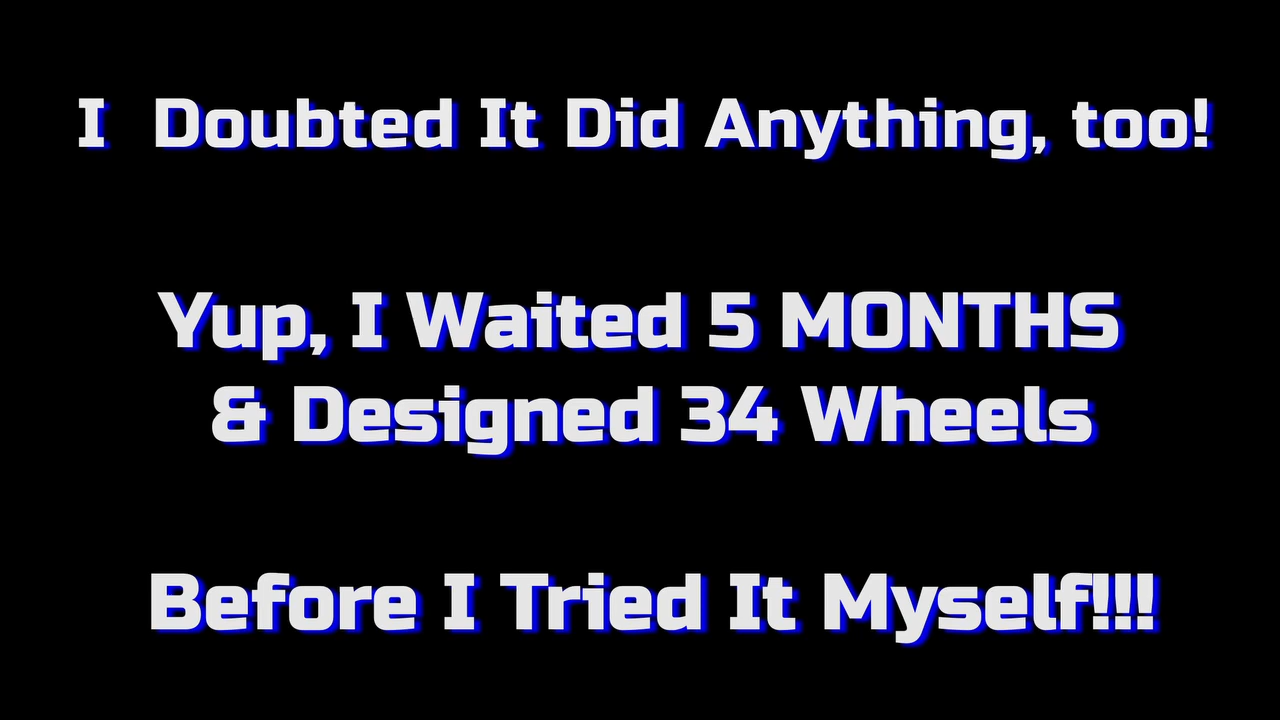 I Doubted It Did Anything, too!
Yup, I Waited 5 MONTHS
& Designed 34 Wheels
Before I Tried It Myself!!!